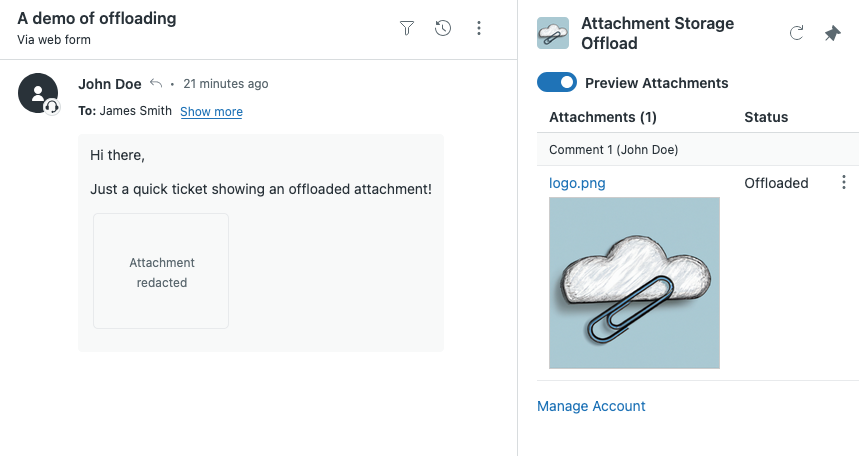 A demo of offloading
Via web form
John Doe • 21 minutes ago
To: James Smith Show more
Hi there,
Just a quick ticket showing an offloaded attachment!
Attachment
redacted
Attachment Storage
Offload
Preview Attachments
Attachments (1) Status
Comment 1 (John Doe)
logo.png Offloaded
Manage Account